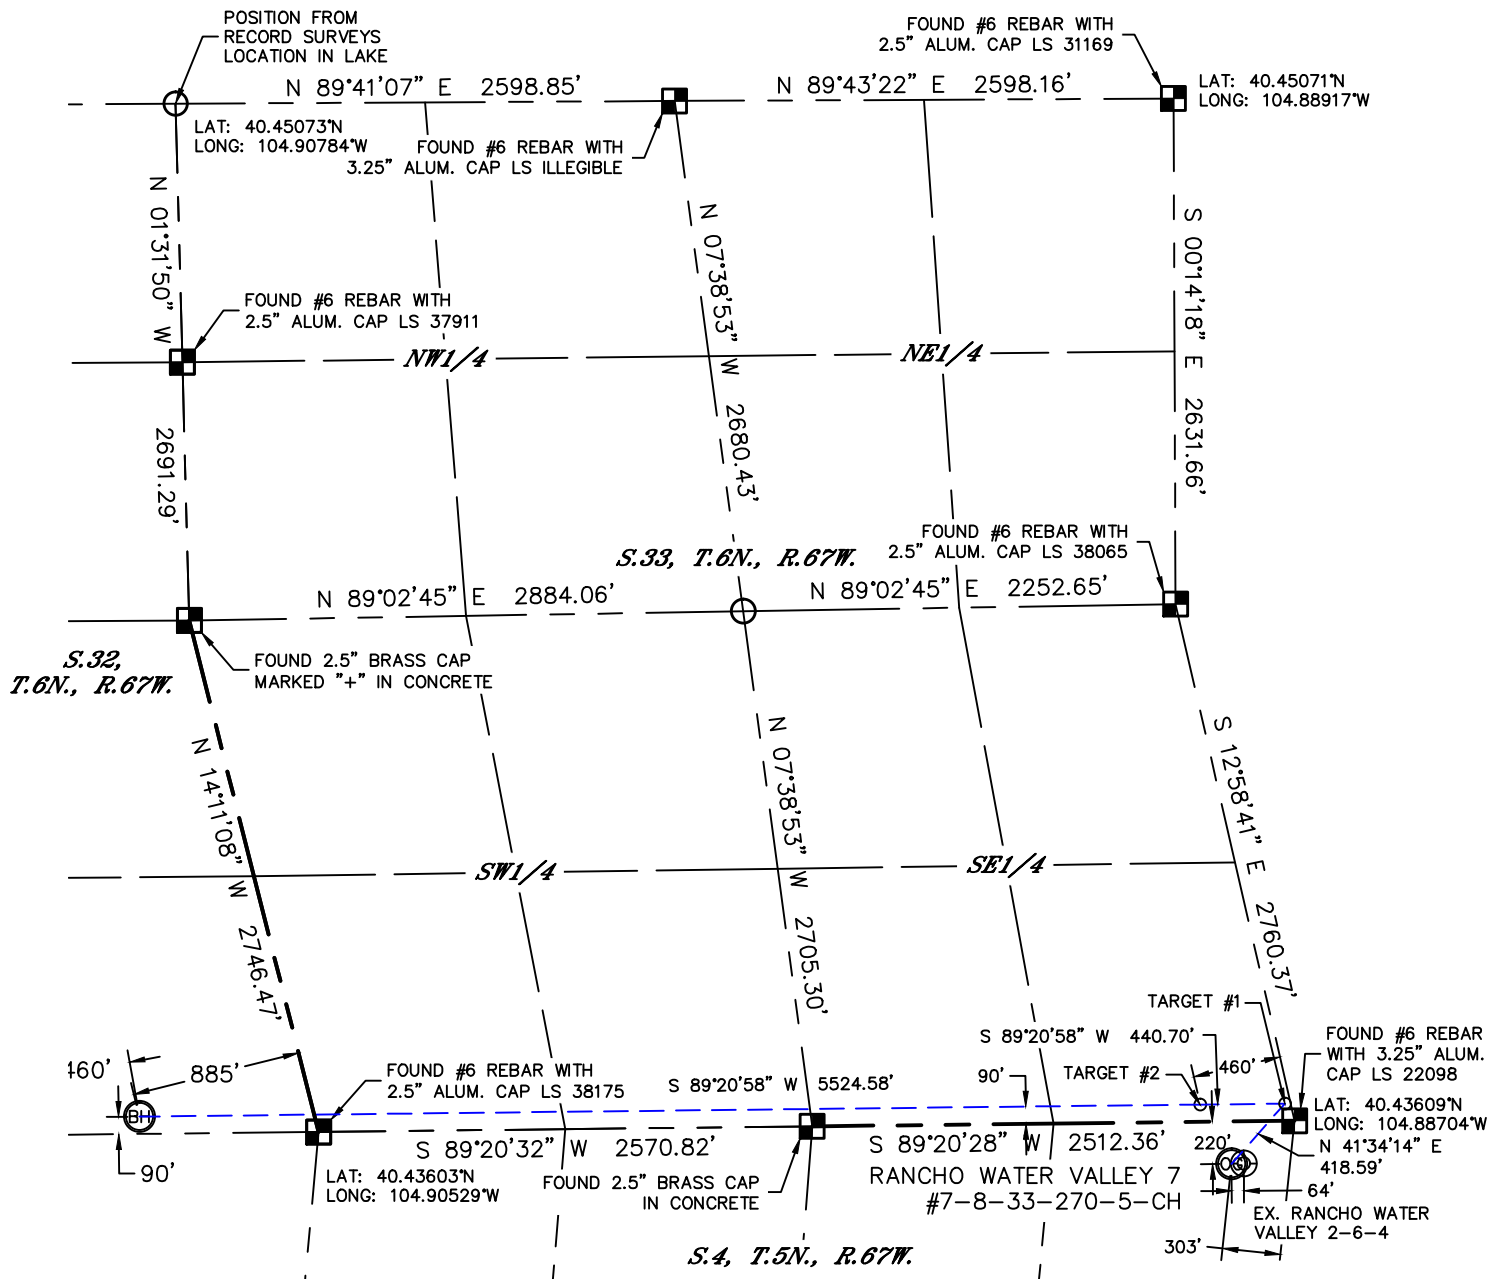 POSITION FROM
RECORD SURVEYS
LOCATION IN LAKE
FOUND #6 REBAR WITH
2.5" ALUM. CAP LS 31169
N 89°41'07" E 2598.85'
N 89°43'22" E 2598.16'
LAT: 40.45071°N
LONG: 104.88917°W
LAT: 40.45073°N
LONG: 104.90784°W
FOUND #6 REBAR WITH
3.25" ALUM. CAP LS ILLEGIBLE
N 01°31'50" W
2691.29'
N 07°38'53" W 2680.43'
S 00°14'18" E 2631.66'
FOUND #6 REBAR WITH
2.5" ALUM. CAP LS 37911
NW1/4
NE1/4
FOUND #6 REBAR WITH
2.5" ALUM. CAP LS 38065
S.33, T.6N., R.67W.
N 89°02'45" E 2884.06'
N 89°02'45" E 2252.65'
S.32,
T.6N., R.67W.
FOUND 2.5" BRASS CAP
MARKED "+" IN CONCRETE
N 14°11'08" W 2746.47'
N 07°38'53" W 2705.30'
S 12°58'41" E 2760.37'
SW1/4
SE1/4
TARGET #1
S 89°20'58" W 440.70'
FOUND #6 REBAR
WITH 3.25" ALUM.
CAP LS 22098
460'
885'
FOUND #6 REBAR WITH
2.5" ALUM. CAP LS 38175
S 89°20'58" W 5524.58'
90'
TARGET #2
460'
BH
LAT: 40.43609°N
LONG: 104.88704°W
S 89°20'32" W 2570.82'
S 89°20'28" W 2512.36'
220'
N 41°34'14" E
418.59'
90'
LAT: 40.43603°N
LONG: 104.90529°W
FOUND 2.5" BRASS CAP
IN CONCRETE
RANCHO WATER VALLEY 7
#7-8-33-270-5-CH
64'
EX. RANCHO WATER
VALLEY 2-6-4
303'
S.4, T.5N., R.67W.